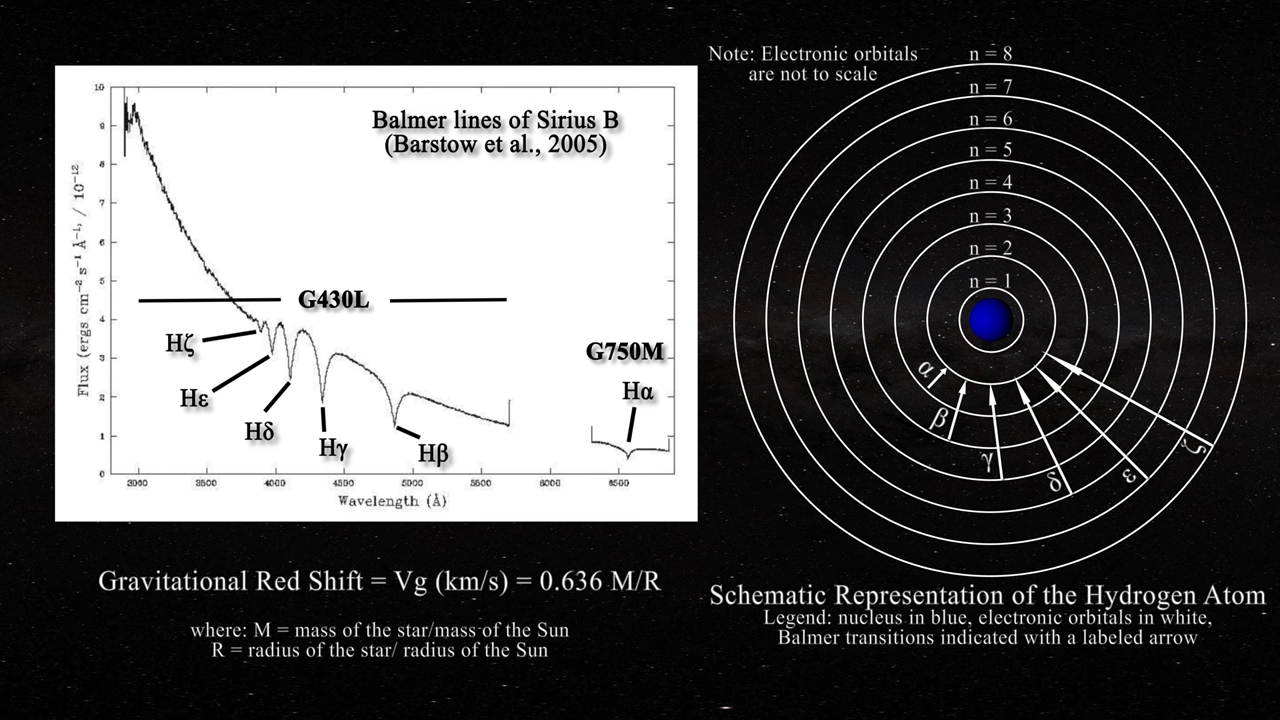 Balmer lines of Sirius B
(Barstow et al., 2005)
10
9
8
7
6
5
4
3
2
1
0
Flux (ergs cm⁻² s⁻¹ Å⁻¹, / 10⁻¹²
G430L
G750M
Hζ
Hε
Hδ
Hγ
Hβ
Hα
3000 3500 4000 4500 5000 5500 6000 6500
Wavelength (Å)
Gravitational Red Shift = Vg (km/s) = 0.636 M/R
where: M = mass of the star/mass of the Sun
R = radius of the star/ radius of the Sun
Note: Electronic orbitals
are not to scale
n = 8
n = 7
n = 6
n = 5
n = 4
n = 3
n = 2
n = 1
α
β
γ
δ
ε
ζ
Schematic Representation of the Hydrogen Atom
Legend: nucleus in blue, electronic orbitals in white,
Balmer transitions indicated with a labeled arrow